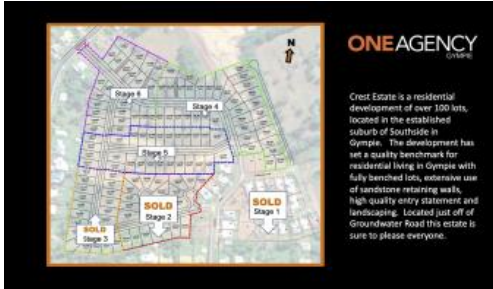 N
Stage 6
Stage 4
Stage 5
SOLD
Stage 3
SOLD
Stage 2
SOLD
Stage 1
ONEAGENCY
GYMPIE
Crest Estate is a residential
development of over 100 lots,
located in the established
suburb of Southside in
Gympie. The development has
set a quality benchmark for
residential living in Gympie with
fully benched lots, extensive use
of sandstone retaining walls,
high quality entry statement and
landscaping. Located just off of
Groundwater Road this estate is
sure to please everyone.